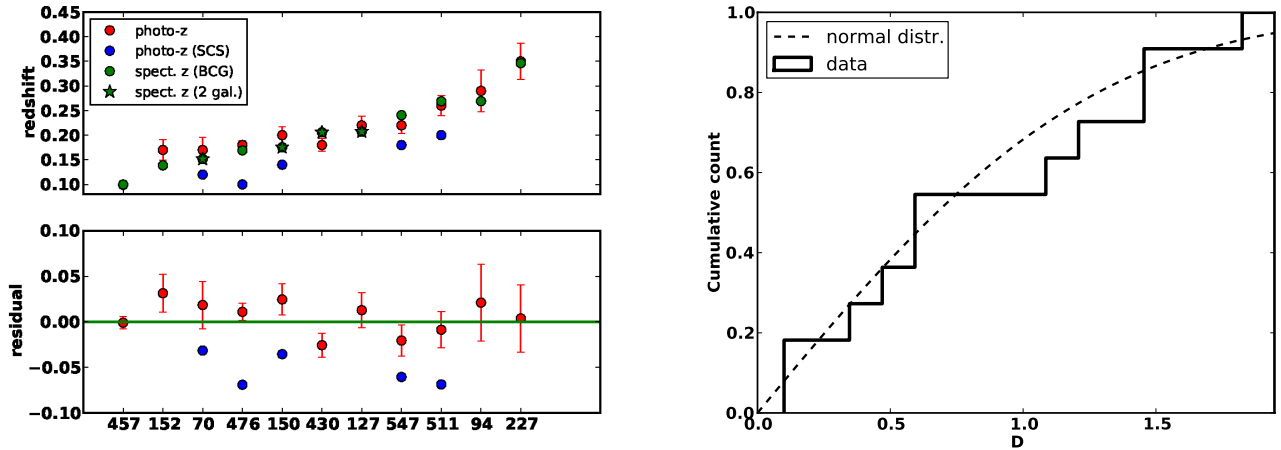 0.45
0.40
0.35
0.30
0.25
0.20
0.15
0.10
redshift
photo-z
photo-z (SCS)
spect. z (BCG)
spect. z (2 gal.)
0.10
0.05
0.00
−0.05
−0.10
residual
457 152 70 476 150 430 127 547 511 94 227
1.0
0.8
0.6
0.4
0.2
0.0
Cumulative count
normal distr.
data
0.0 0.5 1.0 1.5
D